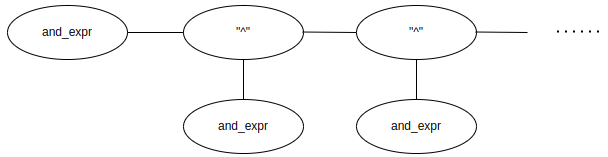 and_expr "^" "^" ......
and_expr and_expr